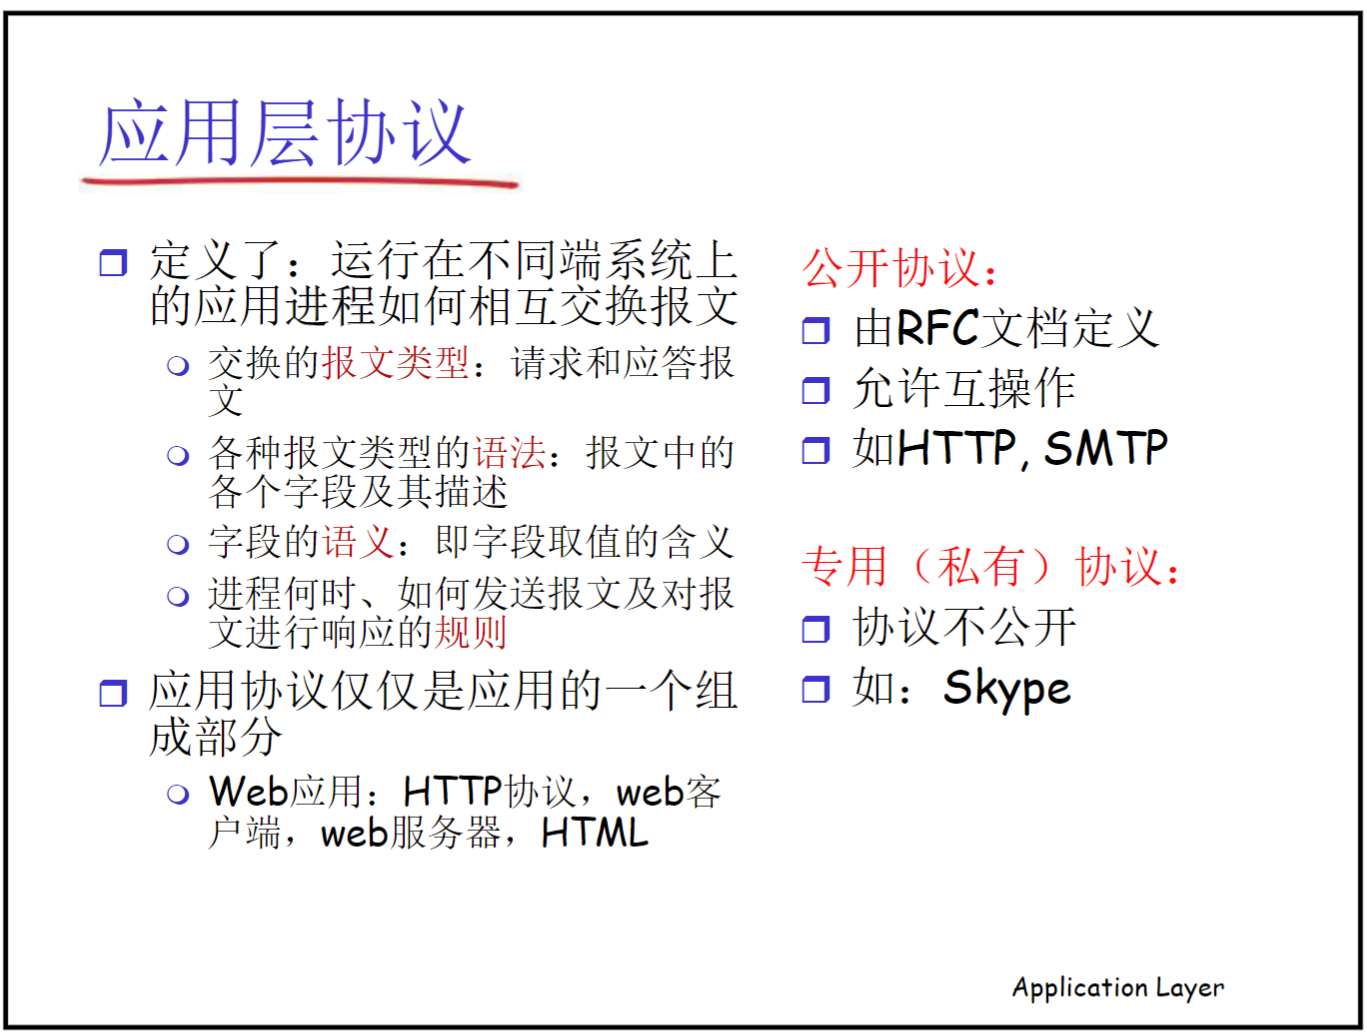 应用层协议
定义了：运行在不同端系统上
的应用进程如何相互交换报文
交换的报文类型：请求和应答报
文
各种报文类型的语法：报文中的
各个字段及其描述
字段的语义：即字段取值的含义
进程何时、如何发送报文及对报
文进行响应的规则
应用协议仅仅是应用的一个组
成部分
Web应用：HTTP协议，web客
户端，web服务器，HTML
公开协议：
由RFC文档定义
允许互操作
如HTTP, SMTP
专用（私有）协议：
协议不公开
如：Skype
Application Layer